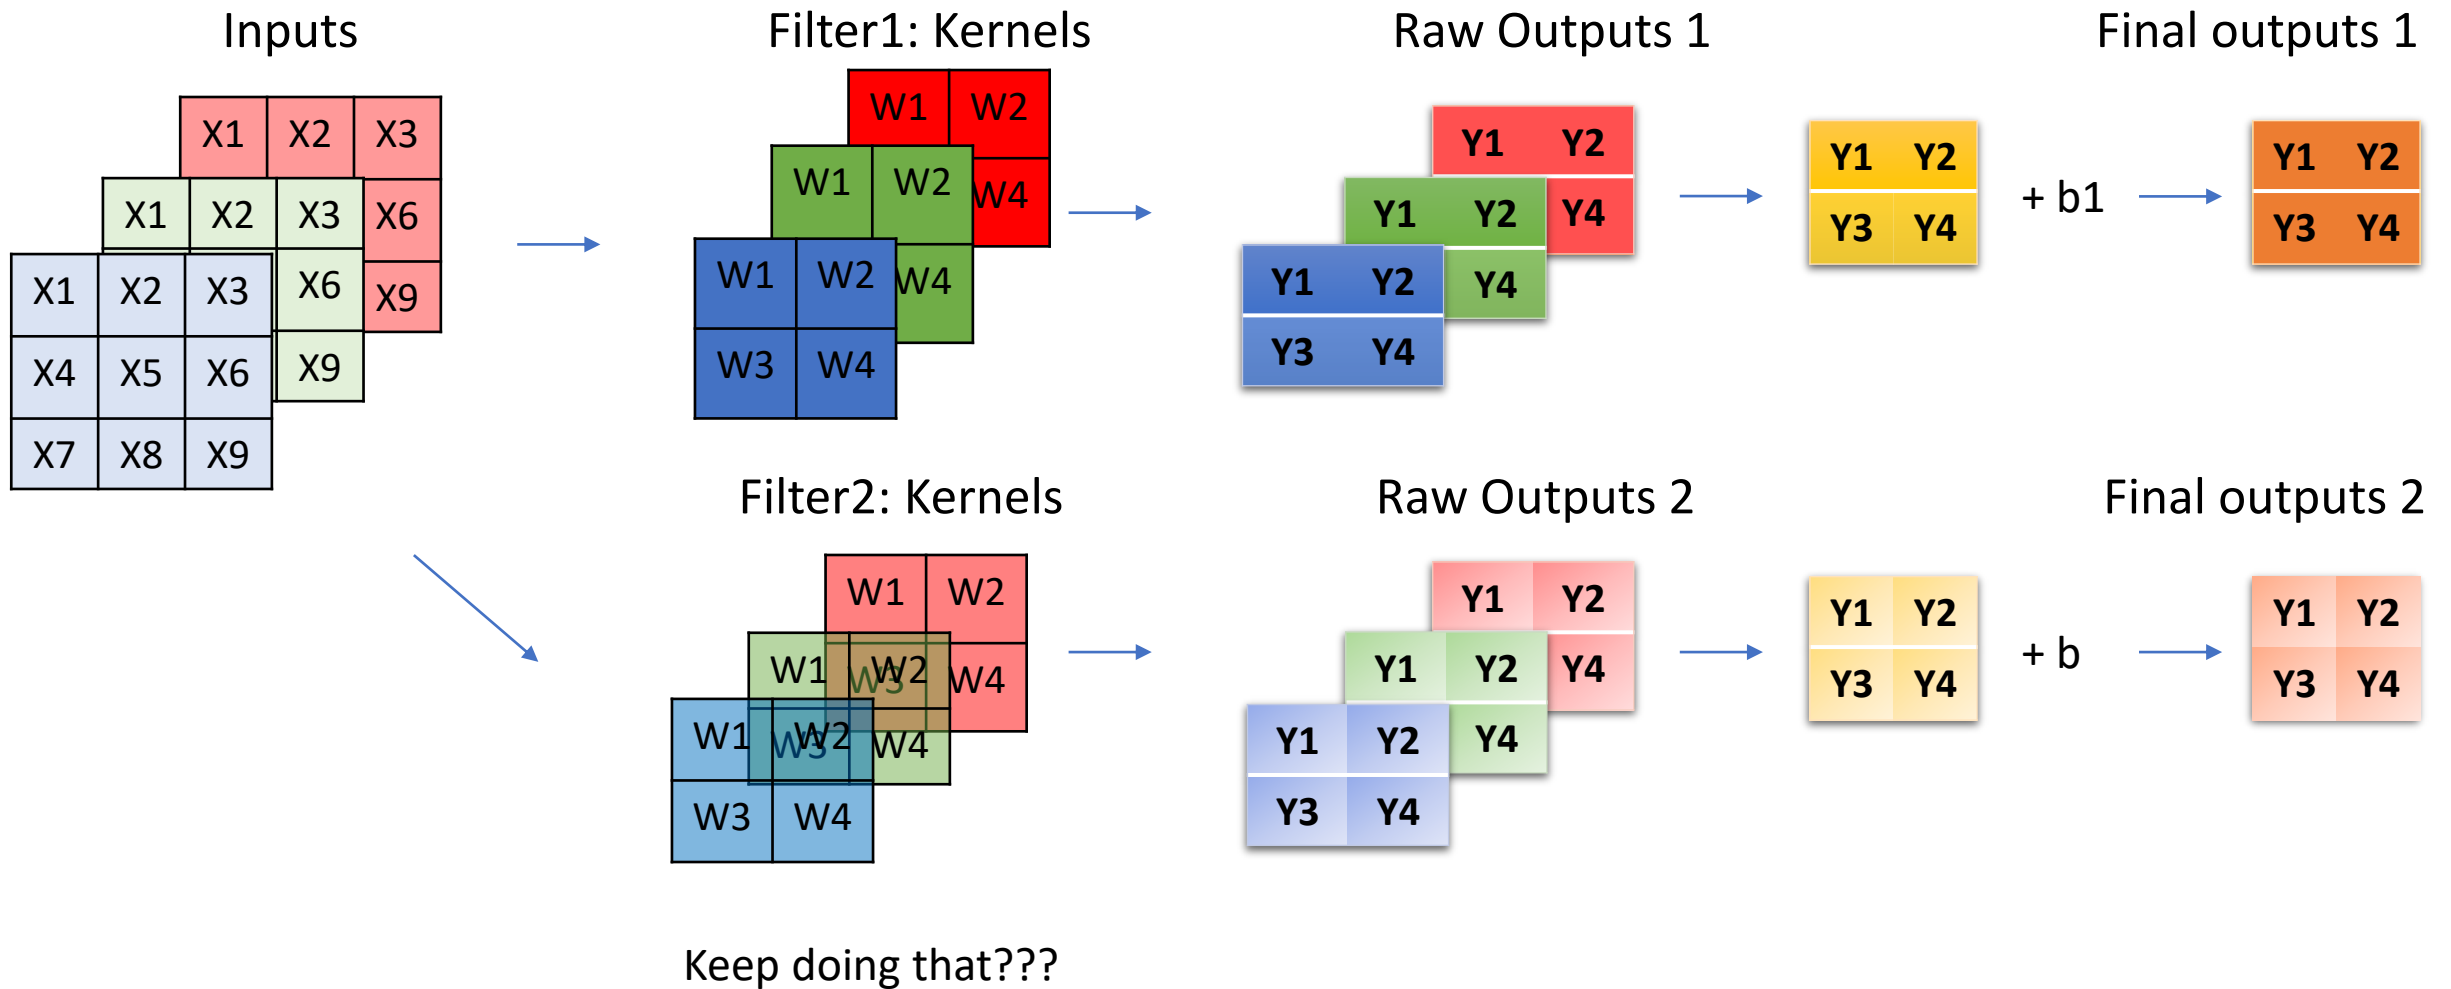 Inputs
Filter1: Kernels
Raw Outputs 1
Final outputs 1
X1 X2 X3
X6
X9
X1 X2 X3
X6
X9
X1 X2 X3
X4 X5 X6
X7 X8 X9
W1 W2
W4
W1 W2
W4
W1 W2
W3 W4
Y1 Y2
Y4
Y1 Y2
Y4
Y1 Y2
Y3 Y4
Y1 Y2
Y3 Y4
+ b1
Y1 Y2
Y3 Y4
Filter2: Kernels
Raw Outputs 2
Final outputs 2
W1 W2
W3 W4
W1 W2
W3 W4
W1 W2
W3 W4
Y1 Y2
Y4
Y1 Y2
Y4
Y1 Y2
Y3 Y4
Y1 Y2
Y3 Y4
+ b
Y1 Y2
Y3 Y4
Keep doing that???